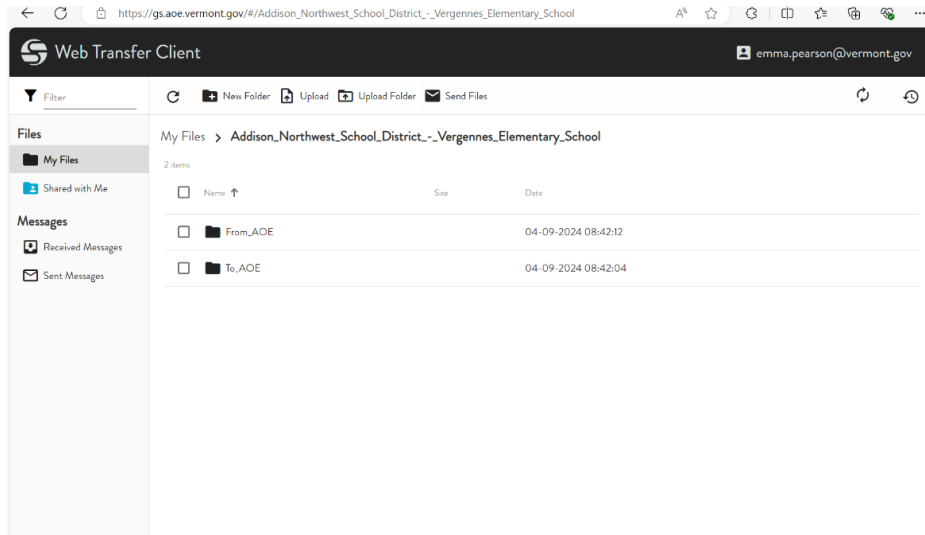 https://gs.aoe.vermont.gov/#/Addison_Northwest_School_District_-_Vergennes_Elementary_School
Web Transfer Client
emma.pearson@vermont.gov
Filter
New Folder Upload Upload Folder Send Files
Files
My Files > Addison_Northwest_School_District_-_Vergennes_Elementary_School
My Files
2 items
Shared with Me
Name Size Date
Messages
From_AOE 04-09-2024 08:42:12
Received Messages
To_AOE 04-09-2024 08:42:04
Sent Messages